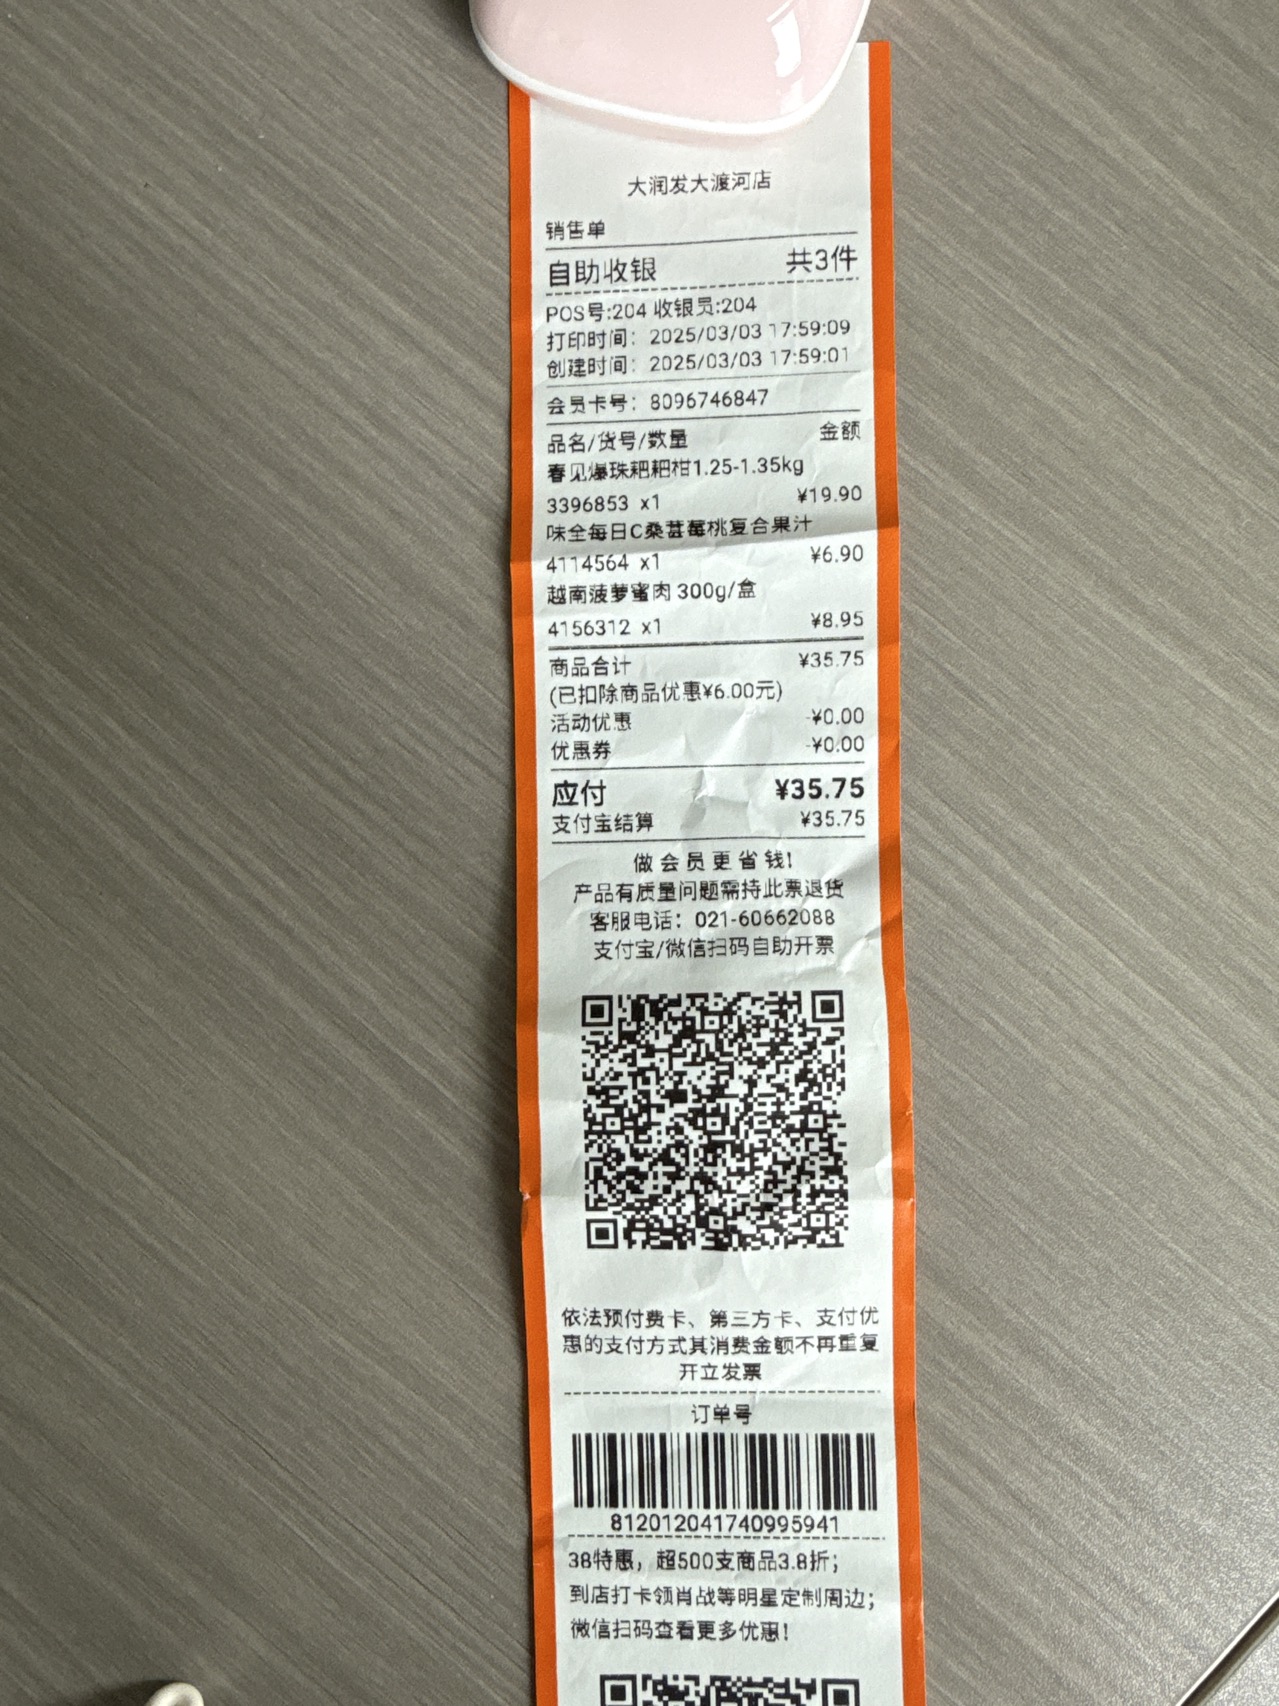 大润发大渡河店
销售单
自助收银 共3件
POS号:204 收银员:204
打印时间: 2025/03/03 17:59:09
创建时间: 2025/03/03 17:59:01
会员卡号: 8096746847
品名/货号/数量 金额
春见爆珠耙耙柑1.25-1.35kg
3396853 x1 ¥19.90
味全每日C桑葚莓桃复合果汁
4114564 x1 ¥6.90
越南菠萝蜜肉 300g/盒
4156312 x1 ¥8.95
商品合计 ¥35.75
(已扣除商品优惠¥6.00元)
活动优惠 -¥0.00
优惠券 -¥0.00
应付 ¥35.75
支付宝结算 ¥35.75
做会员更省钱!
产品有质量问题需持此票退货
客服电话: 021-60662088
支付宝/微信扫码自助开票
依法预付费卡、第三方卡、支付优
惠的支付方式其消费金额不再重复
开立发票
订单号
812012041740995941
38特惠，超500支商品3.8折;
到店打卡领肖战等明星定制周边;
微信扫码查看更多优惠!